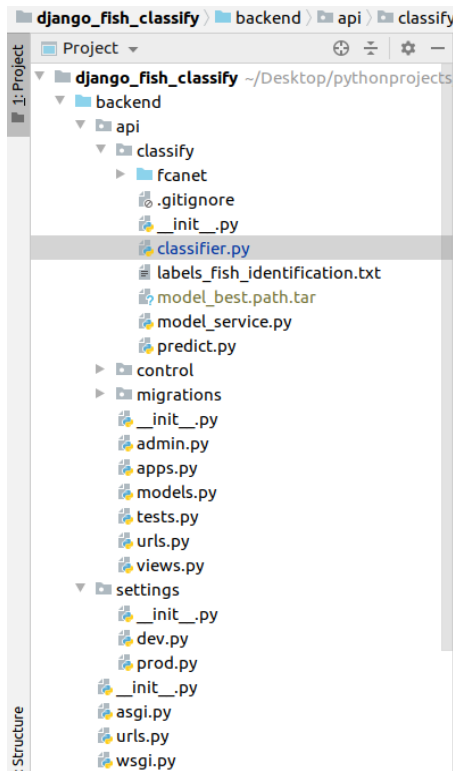 django_fish_classify backend api classify
1: Project
Project
django_fish_classify ~/Desktop/pythonprojects
backend
api
classify
fcanet
.gitignore
__init__.py
classifier.py
labels_fish_identification.txt
model_best.path.tar
model_service.py
predict.py
control
migrations
__init__.py
admin.py
apps.py
models.py
tests.py
urls.py
views.py
settings
__init__.py
dev.py
prod.py
__init__.py
asgi.py
urls.py
wsgi.py
Structure